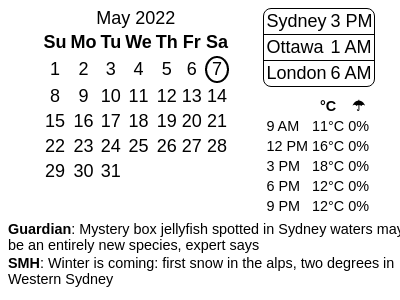 May 2022
Su Mo Tu We Th Fr Sa
1 2 3 4 5 6 7
8 9 10 11 12 13 14
15 16 17 18 19 20 21
22 23 24 25 26 27 28
29 30 31
Sydney 3 PM
Ottawa 1 AM
London 6 AM
°C ☂
9 AM 11°C 0%
12 PM 16°C 0%
3 PM 18°C 0%
6 PM 12°C 0%
9 PM 12°C 0%
Guardian: Mystery box jellyfish spotted in Sydney waters may
be an entirely new species, expert says
SMH: Winter is coming: first snow in the alps, two degrees in
Western Sydney